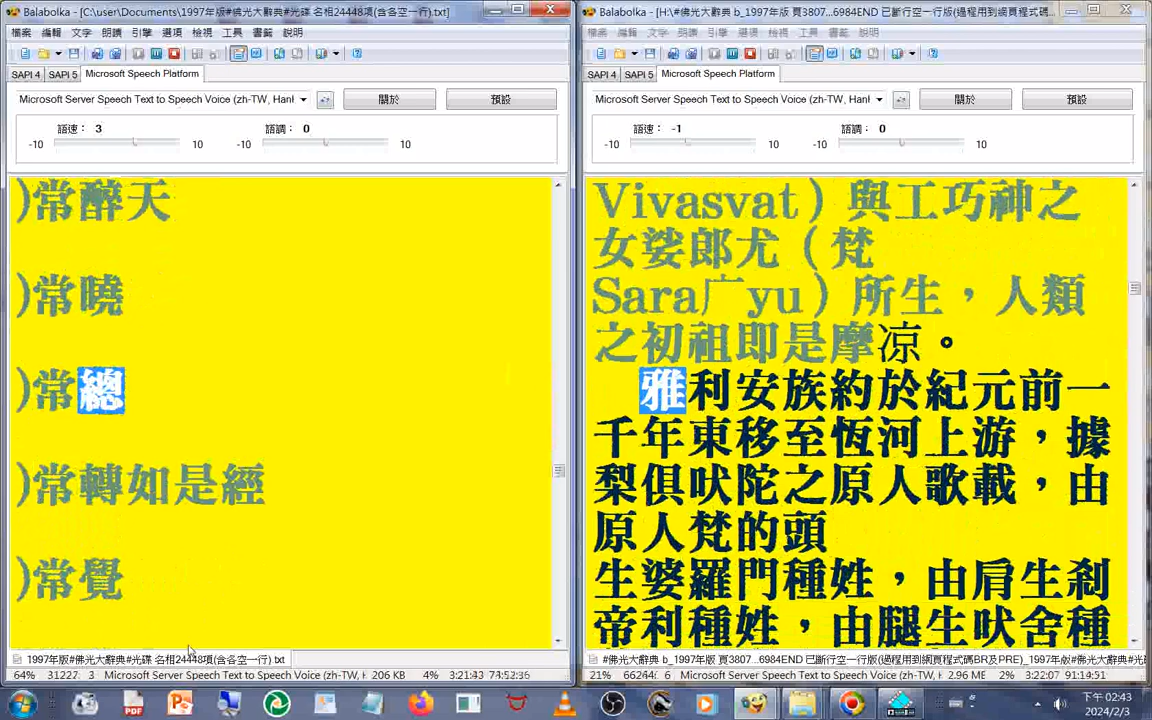 Balabolka - [C:\user\Documents\1997年版#佛光大辭典#光碟 名相24448項(含各空一行).txt]
檔案 編輯 文字 朗讀 引擎 選項 檢視 工具 書籤 說明
SAPI 4 SAPI 5 Microsoft Speech Platform
Microsoft Server Speech Text to Speech Voice (zh-TW, Han
關於 預設
語速： 3 語調： 0
-10 10 -10 10
)常醉天
)常曉
)常總
)常轉如是經
)常覺
1997年版#佛光大辭典#光碟 名相24448項(含各空一行).txt
64% 31227 3 Microsoft Server Speech Text to Speech Voice (zh-TW, H 206 KB 4% 3:21:43 74:52:36
Balabolka - [H:\#佛光大辭典 b_1997年版 頁3807...6984END 已斷行空一行版(過程用到網頁程式碼...
檔案 編輯 文字 朗讀 引擎 選項 檢視 工具 書籤 說明
SAPI 4 SAPI 5 Microsoft Speech Platform
Microsoft Server Speech Text to Speech Voice (zh-TW, Han
關於 預設
語速： -1 語調： 0
-10 10 -10 10
Vivasvat）與工巧神之
女娑郎尤（梵
Sara广yu）所生，人類
之初祖即是摩凉。
雅利安族約於紀元前一
千年東移至恆河上游，據
梨俱吠陀之原人歌載，由
原人梵的頭
生婆羅門種姓，由肩生剎
帝利種姓，由腿生吠舍種
#佛光大辭典 b_1997年版 頁3807...6984END 已斷行空一行版(過程用到網頁程式碼BR及PRE)_1997年版#佛光大辭典#光
21% 66246 6 Microsoft Server Speech Text to Speech Voice (zh-TW, H 2.96 ME 2% 3:22:07 91:14:51
下午 02:43
2024/2/3